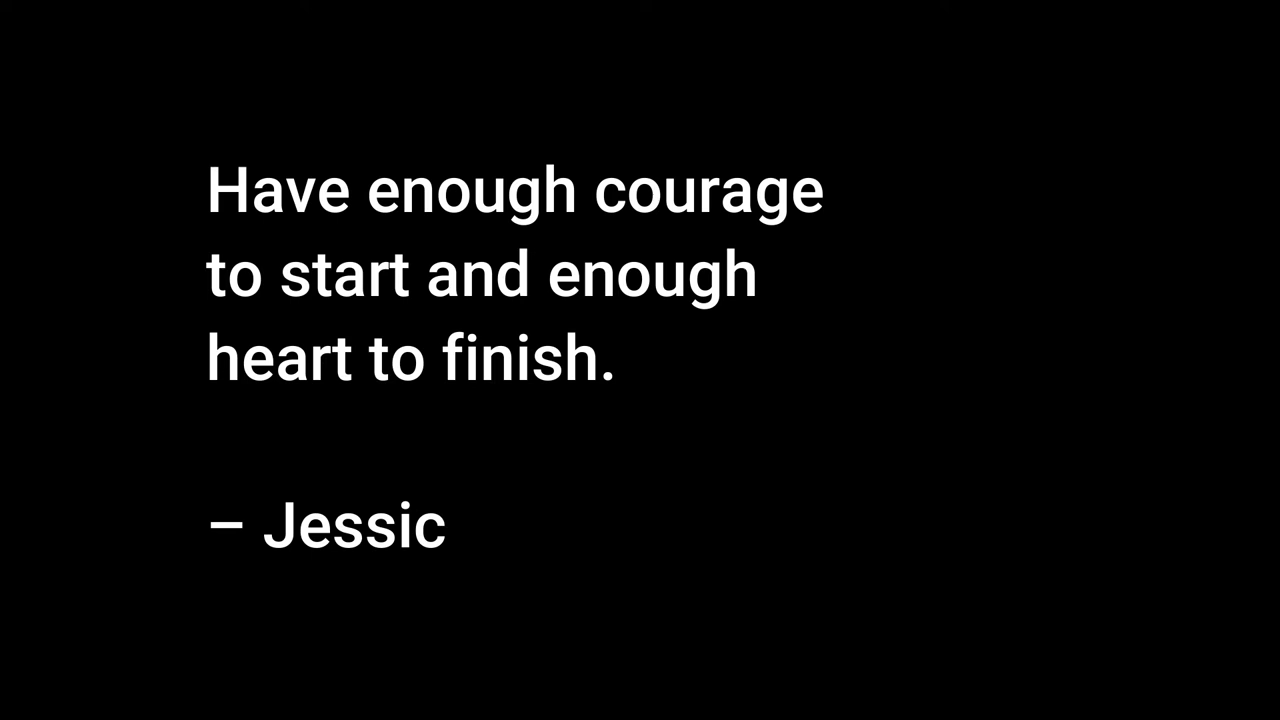 Have enough courage
to start and enough
heart to finish.
– Jessic